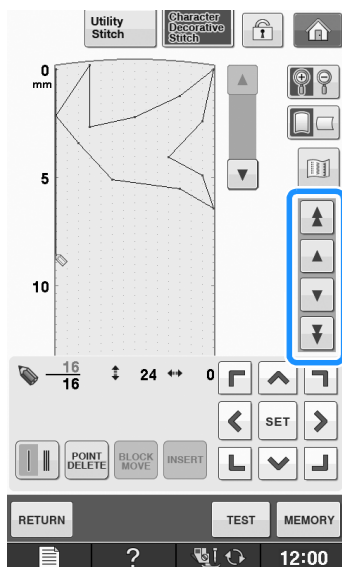 Utility
Stitch
Character
Decorative
Stitch
0
mm
5
10
16
16
24
0
SET
POINT
DELETE
BLOCK
MOVE
INSERT
RETURN
TEST
MEMORY
?
12:00